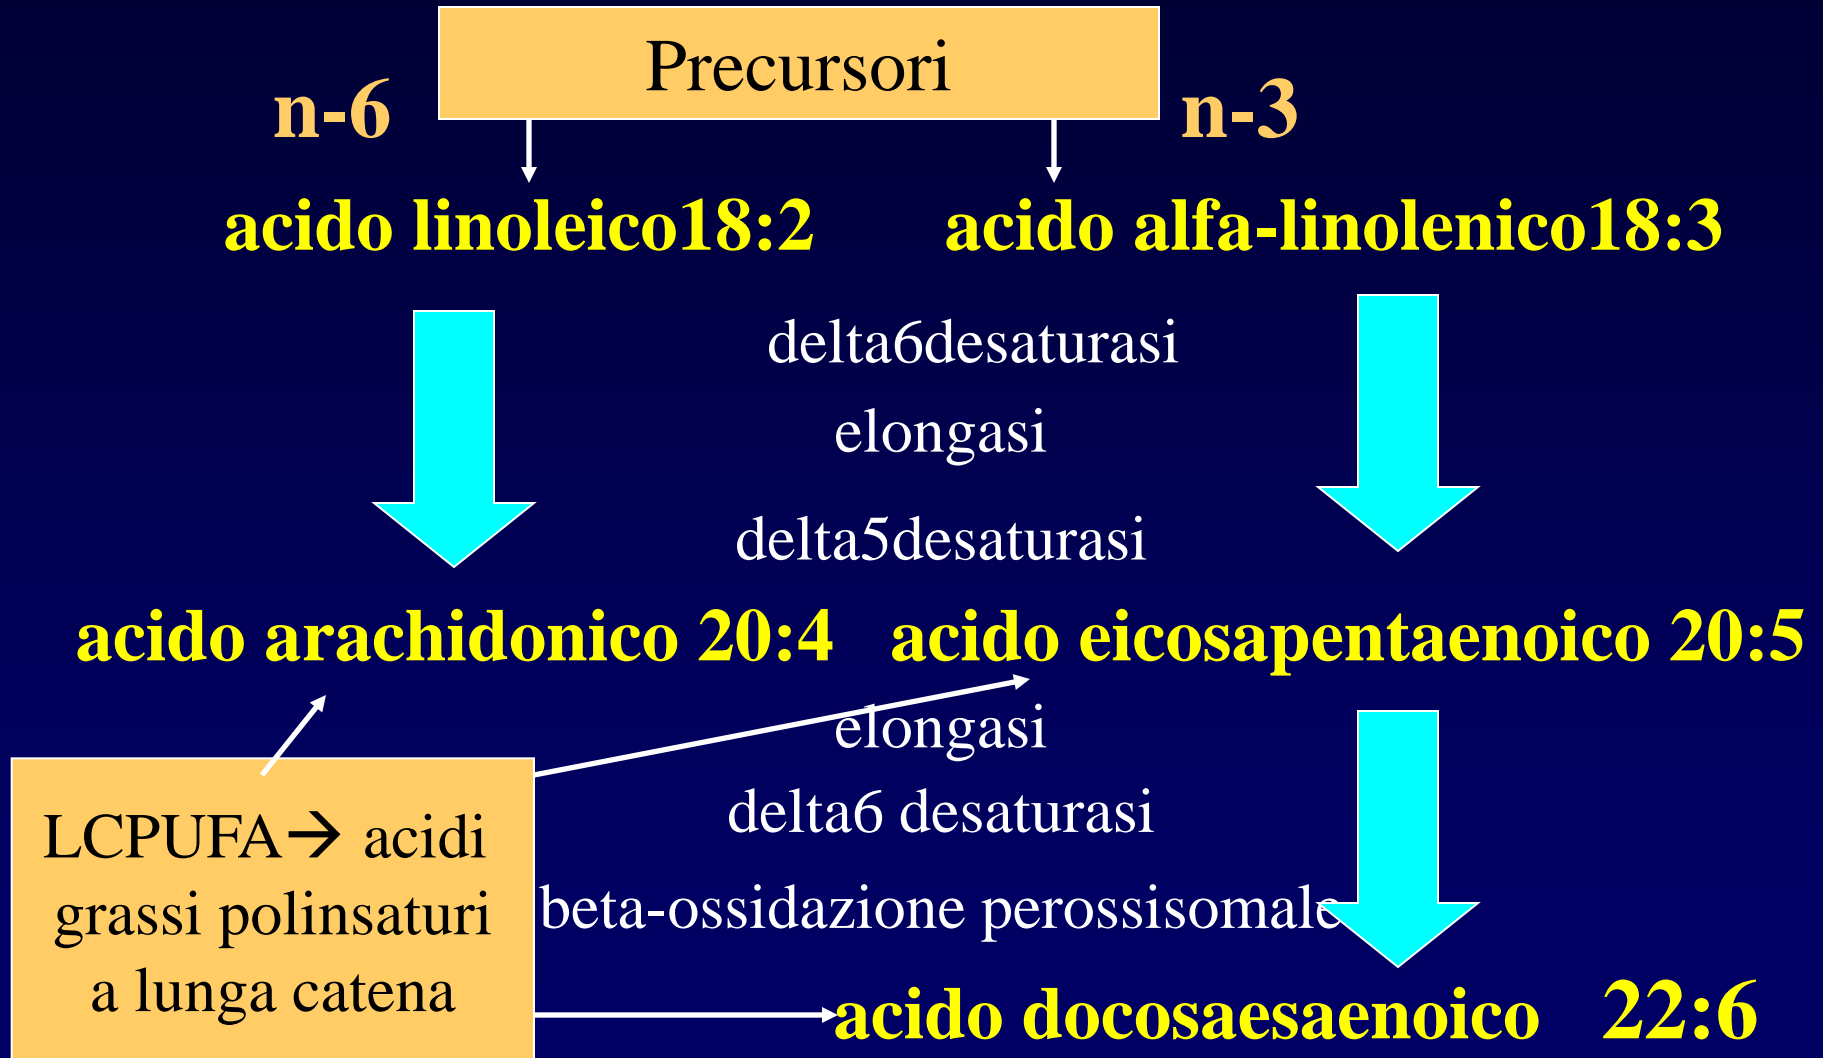 Precursori
n-6
n-3
acido linoleico18:2
acido alfa-linolenico18:3
delta6desaturasi
elongasi
delta5desaturasi
acido arachidonico 20:4
acido eicosapentaenoico 20:5
elongasi
delta6 desaturasi
beta-ossidazione perossisomale
LCPUFA→ acidi
grassi polinsaturi
a lunga catena
acido docosaesaenoico 22:6